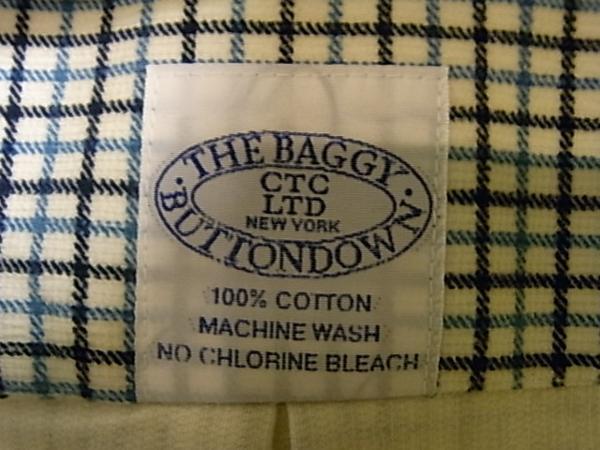 THE BAGGY
CTC
LTD
NEW YORK
BUTTONDOWN
100% COTTON
MACHINE WASH
NO CHLORINE BLEACH